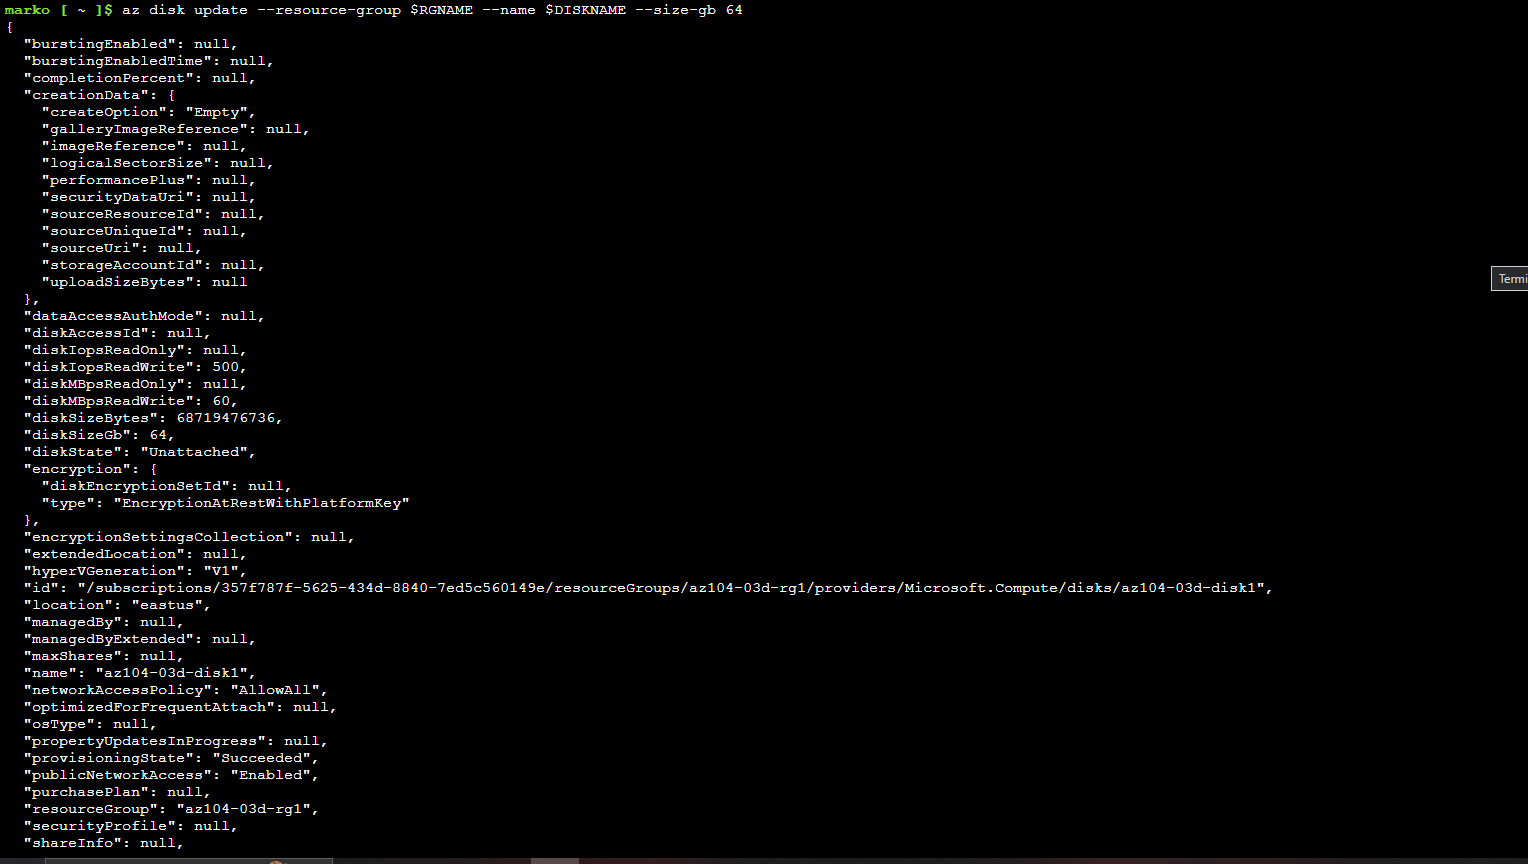 marko [ ~ ]$ az disk update --resource-group $RGNAME --name $DISKNAME --size-gb 64
{
  "burstingEnabled": null,
  "burstingEnabledTime": null,
  "completionPercent": null,
  "creationData": {
    "createOption": "Empty",
    "galleryImageReference": null,
    "imageReference": null,
    "logicalSectorSize": null,
    "performancePlus": null,
    "securityDataUri": null,
    "sourceResourceId": null,
    "sourceUniqueId": null,
    "sourceUri": null,
    "storageAccountId": null,
    "uploadSizeBytes": null
  },
  "dataAccessAuthMode": null,
  "diskAccessId": null,
  "diskIopsReadOnly": null,
  "diskIopsReadWrite": 500,
  "diskMBpsReadOnly": null,
  "diskMBpsReadWrite": 60,
  "diskSizeBytes": 68719476736,
  "diskSizeGb": 64,
  "diskState": "Unattached",
  "encryption": {
    "diskEncryptionSetId": null,
    "type": "EncryptionAtRestWithPlatformKey"
  },
  "encryptionSettingsCollection": null,
  "extendedLocation": null,
  "hyperVGeneration": "V1",
  "id": "/subscriptions/357f787f-5625-434d-8840-7ed5c560149e/resourceGroups/az104-03d-rg1/providers/Microsoft.Compute/disks/az104-03d-disk1",
  "location": "eastus",
  "managedBy": null,
  "managedByExtended": null,
  "maxShares": null,
  "name": "az104-03d-disk1",
  "networkAccessPolicy": "AllowAll",
  "optimizedForFrequentAttach": null,
  "osType": null,
  "propertyUpdatesInProgress": null,
  "provisioningState": "Succeeded",
  "publicNetworkAccess": "Enabled",
  "purchasePlan": null,
  "resourceGroup": "az104-03d-rg1",
  "securityProfile": null,
  "shareInfo": null,
Termi